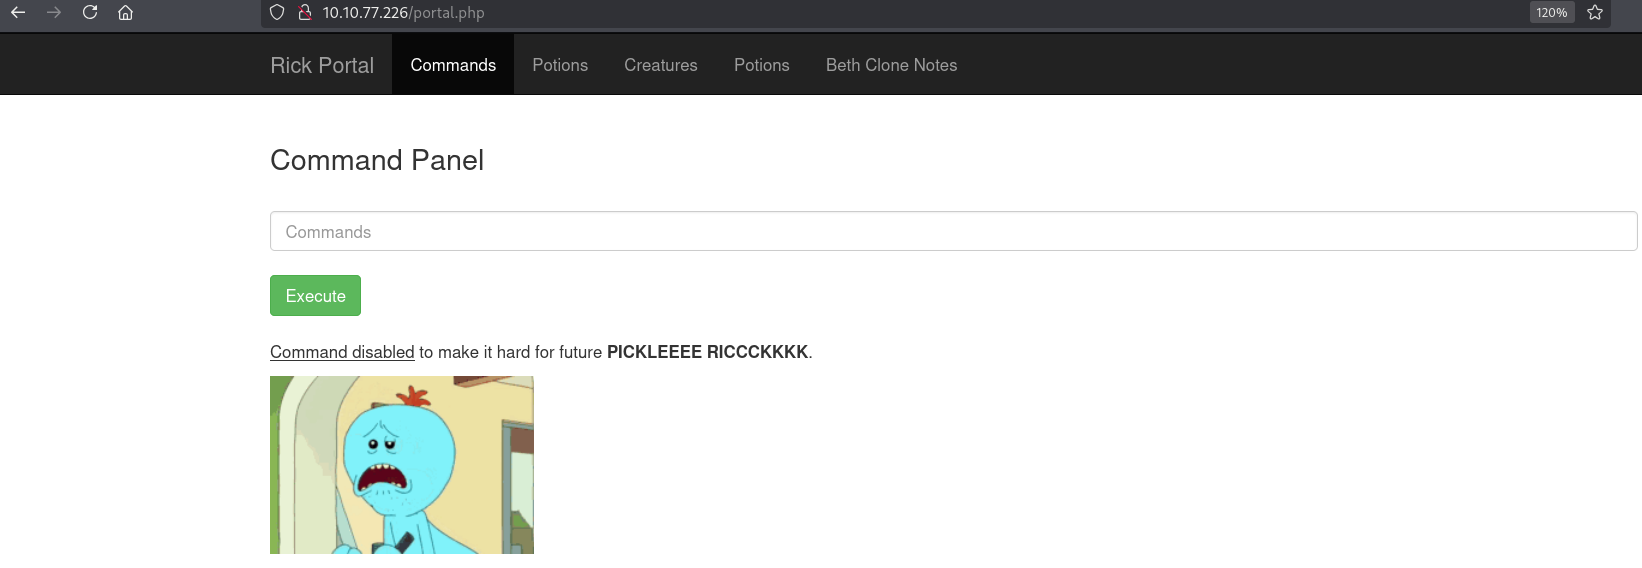 10.10.77.226/portal.php 120%
Rick Portal Commands Potions Creatures Potions Beth Clone Notes
Command Panel
Commands
Execute
Command disabled to make it hard for future PICKLEEEE RICCCKKKK.